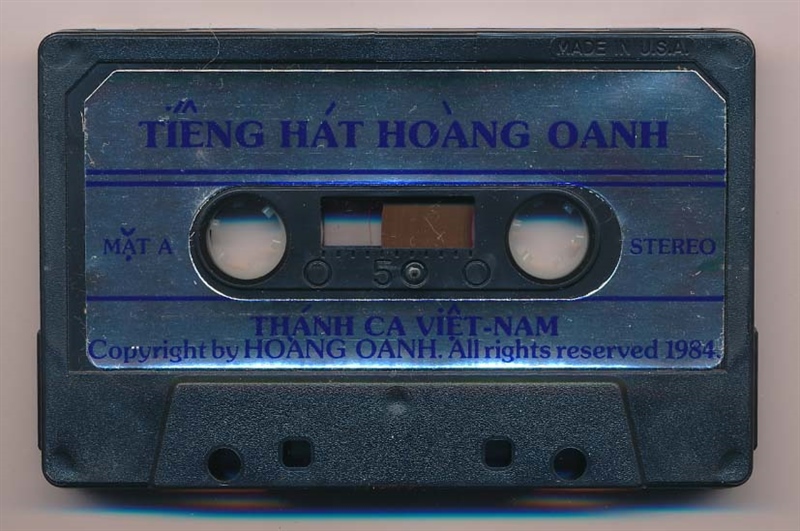 MADE IN U.S.A.
TIẾNG HÁT HOÀNG OANH
MẶT A
5
STEREO
THÁNH CA VIỆT-NAM
Copyright by HOÀNG OANH. All rights reserved 1984.